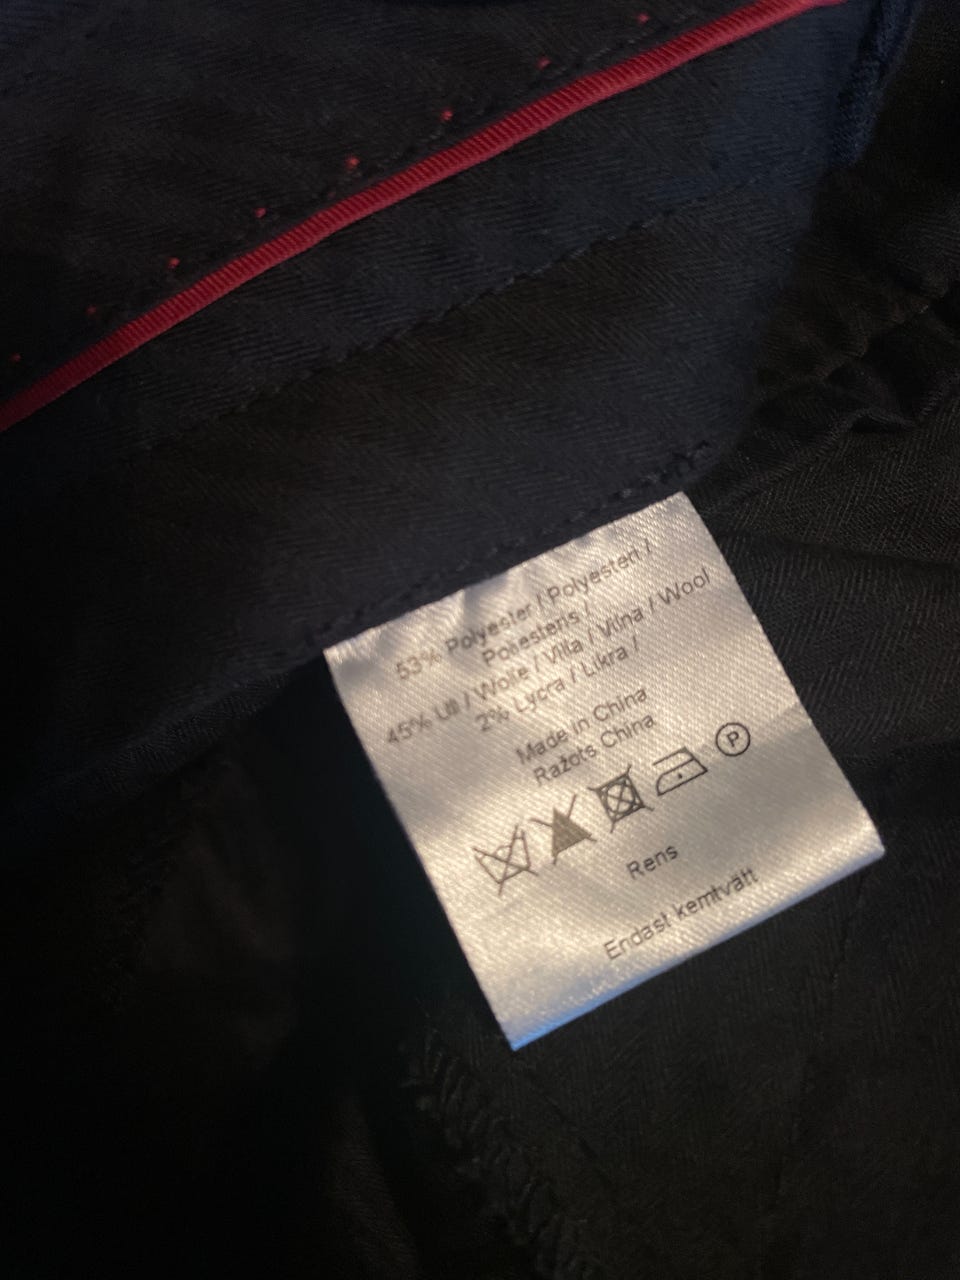 53% Polyester / Polyesteri /
Poliesteris /
45% Ull / Wolle / Villa / Vilna / Wool
2% Lycra / Likra /
Made in China
Ražots China
P
Rens
Endast kemtvätt